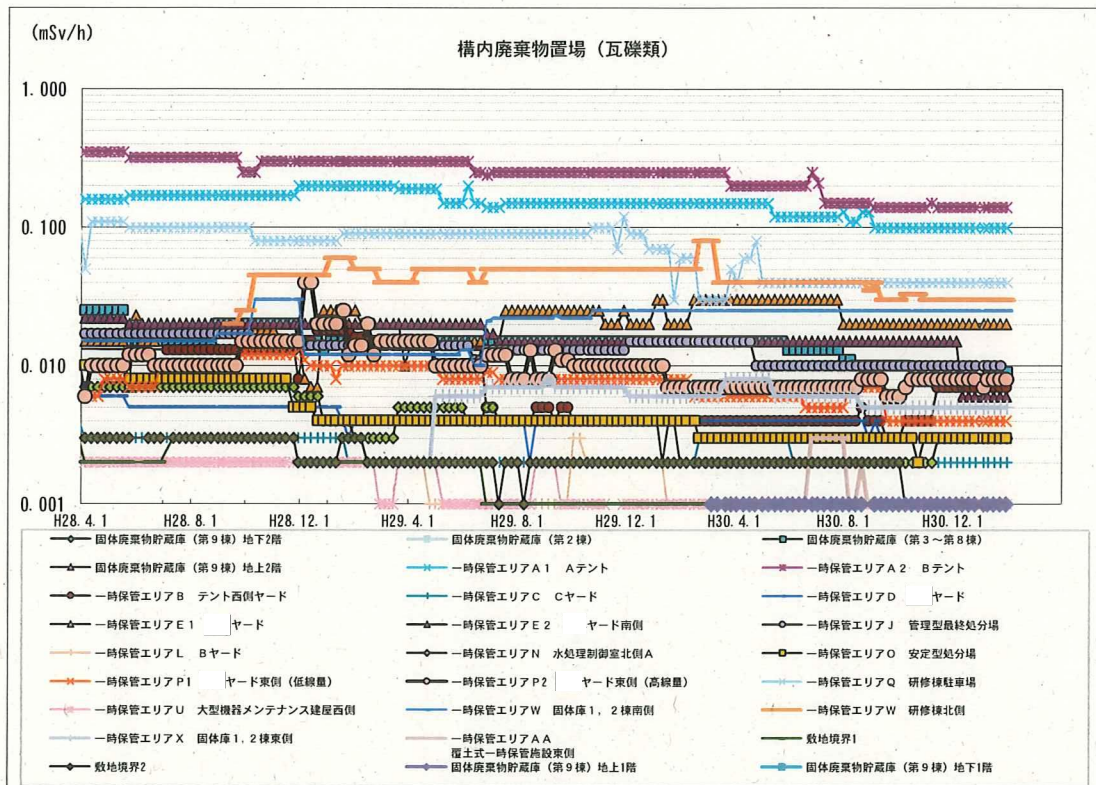 (mSv/h)
構内廃棄物置場（瓦礫類）
1.000
0.100
0.010
0.001
H28.4.1 H28.8.1 H28.12.1 H29.4.1 H29.8.1 H29.12.1 H30.4.1 H30.8.1 H30.12.1
固体廃棄物貯蔵庫（第９棟）地下2階 固体廃棄物貯蔵庫（第２棟） 固体廃棄物貯蔵庫（第３～第８棟）
固体廃棄物貯蔵庫（第９棟）地上2階 一時保管エリアＡ１ Ａテント 一時保管エリアＡ２ Ｂテント
一時保管エリアＢ テント西側ヤード 一時保管エリアＣ Ｃヤード 一時保管エリアＤ ヤード
一時保管エリアＥ１ ヤード 一時保管エリアＥ２ ヤード南側 一時保管エリアＪ 管理型最終処分場
一時保管エリアＬ Ｂヤード 一時保管エリアＮ 水処理制御室北側A 一時保管エリアＯ 安定型処分場
一時保管エリアP1 ヤード東側（低線量） 一時保管エリアP2 ヤード東側（高線量） 一時保管エリアＱ 研修棟駐車場
一時保管エリアＵ 大型機器メンテナンス建屋西側 一時保管エリアＷ 固体庫１，２棟南側 一時保管エリアＷ 研修棟北側
一時保管エリアＸ 固体庫1，2棟東側 一時保管エリアＡＡ 敷地境界1
覆土式一時保管施設東側
敷地境界2 固体廃棄物貯蔵庫（第９棟）地上1階 固体廃棄物貯蔵庫（第９棟）地下1階